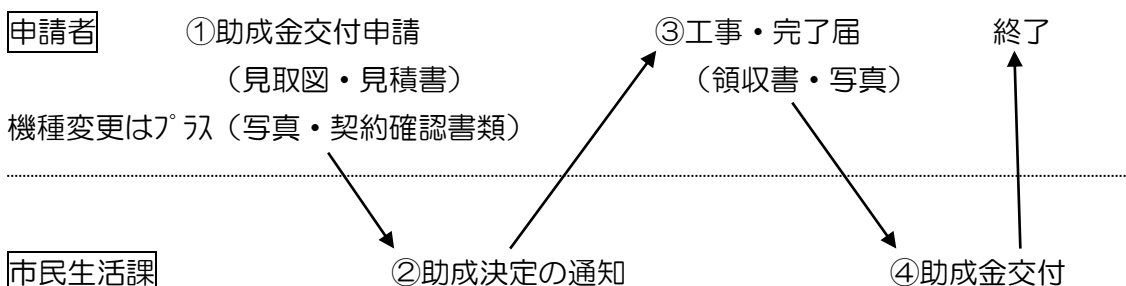 申請者 ①助成金交付申請 ③工事・完了届 終了
(見取図・見積書) (領収書・写真)
機種変更はﾌﾟﾗｽ(写真・契約確認書類)
市民生活課 ②助成決定の通知 ④助成金交付